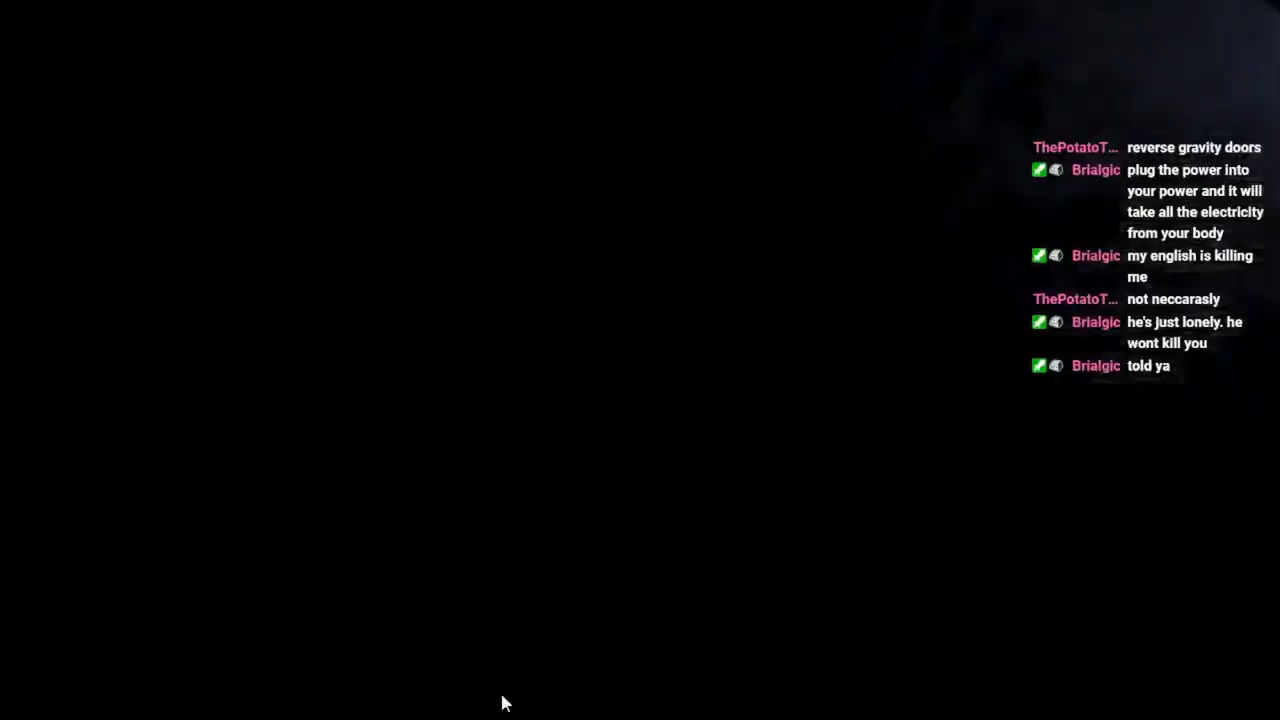 ThePotatoT... reverse gravity doors
Brialgic plug the power into
your power and it will
take all the electricity
from your body
Brialgic my english is killing
me
ThePotatoT... not neccarasly
Brialgic he's just lonely. he
wont kill you
Brialgic told ya